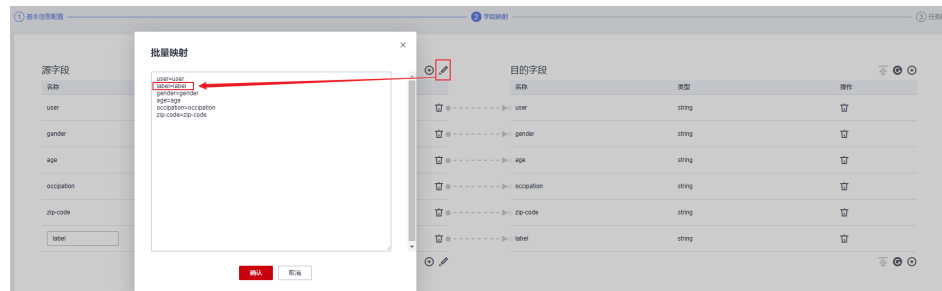 1 基本信息配置
2 字段映射
3 任务
批量映射
user=user
label=label
gender=gender
age=age
occipation=occipation
zip-code=zip-code
确认
取消
源字段
名称
user
gender
age
occipation
zip-code
label
目的字段
名称 类型 操作
user string
gender string
age string
occipation string
zip-code string
label string